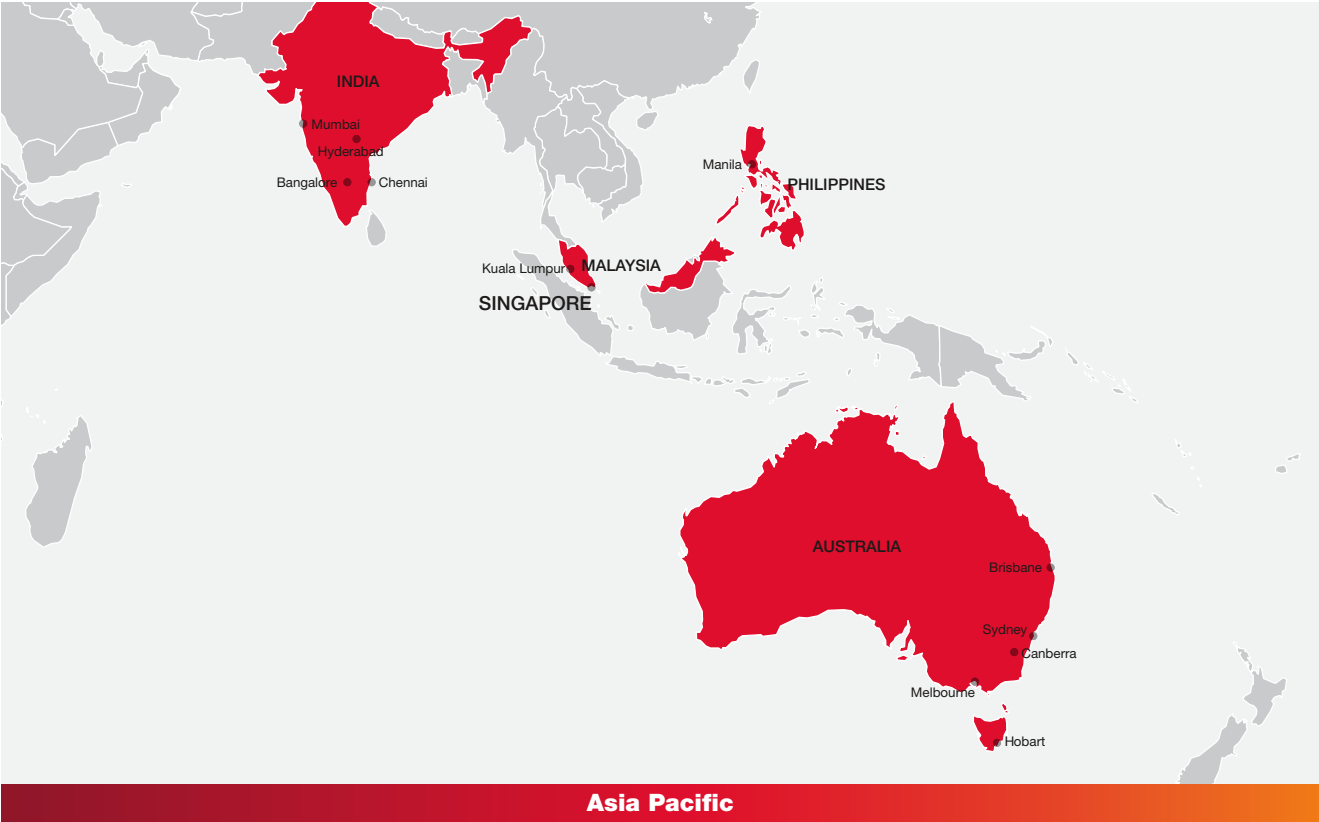 INDIA
Mumbai
Hyderabad
Bangalore
Chennai
Manila
PHILIPPINES
Kuala Lumpur
MALAYSIA
SINGAPORE
AUSTRALIA
Brisbane
Sydney
Canberra
Melbourne
Hobart
Asia Pacific